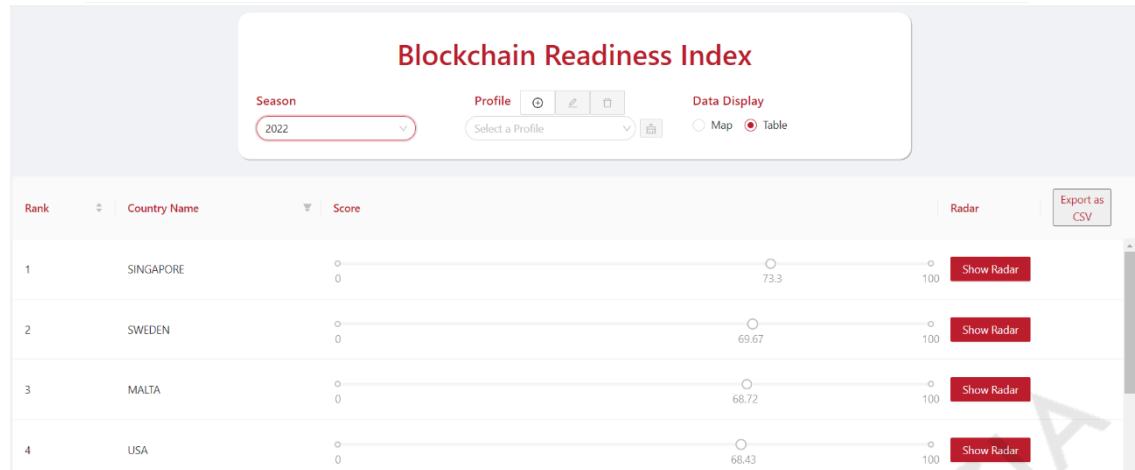 Blockchain Readiness Index
Season Profile Data Display
2022 Select a Profile Map Table
Rank Country Name Score Radar Export as
CSV
1 SINGAPORE 0 73.3 100 Show Radar
2 SWEDEN 0 69.67 100 Show Radar
3 MALTA 0 68.72 100 Show Radar
4 USA 0 68.43 100 Show Radar